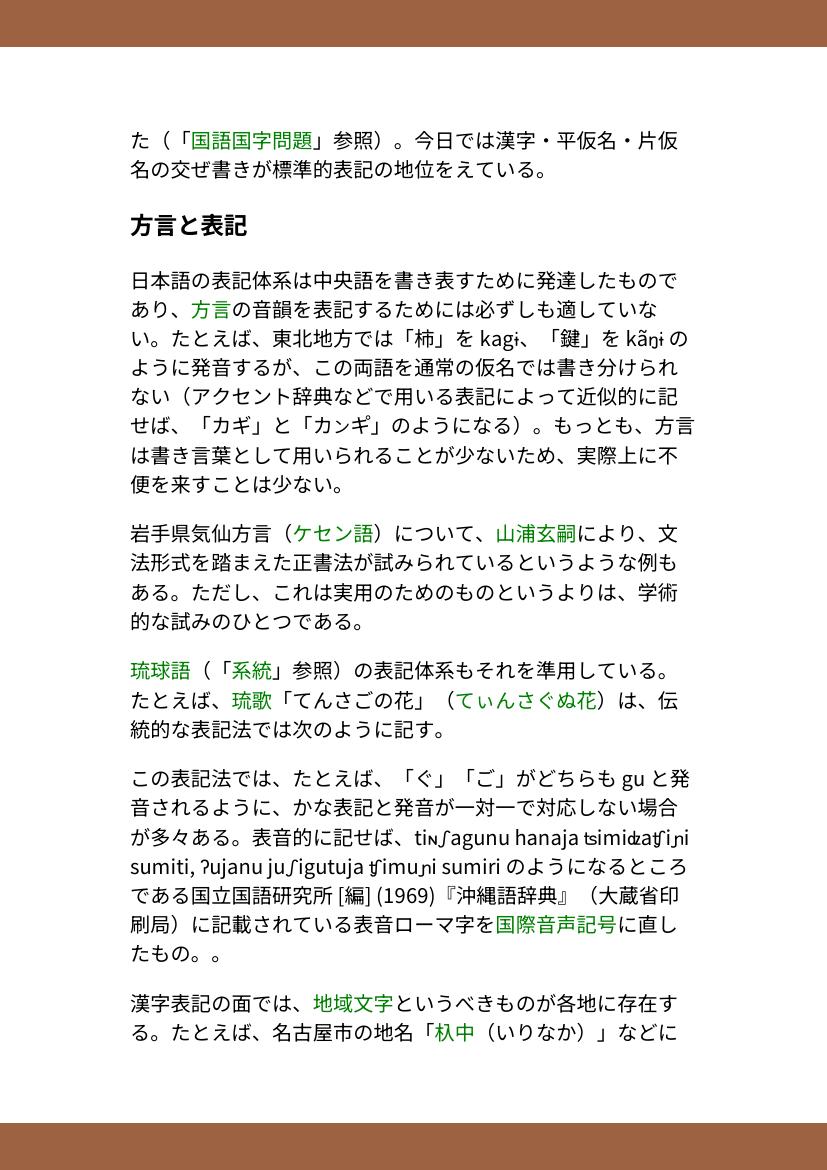 た（「国語国字問題」参照）。今日では漢字・平仮名・片仮
名の交ぜ書きが標準的表記の地位をえている。
方言と表記
日本語の表記体系は中央語を書き表すために発達したもので
あり、方言の音韻を表記するためには必ずしも適していな
い。たとえば、東北地方では「柿」を kagɨ、「鍵」を kãŋɨ の
ように発音するが、この両語を通常の仮名では書き分けられ
ない（アクセント辞典などで用いる表記によって近似的に記
せば、「カギ」と「カンキ゚」のようになる）。もっとも、方言
は書き言葉として用いられることが少ないため、実際上に不
便を来すことは少ない。
岩手県気仙方言（ケセン語）について、山浦玄嗣により、文
法形式を踏まえた正書法が試みられているというような例も
ある。ただし、これは実用のためのものというよりは、学術
的な試みのひとつである。
琉球語（「系統」参照）の表記体系もそれを準用している。
たとえば、琉歌「てんさごの花」（てぃんさぐぬ花）は、伝
統的な表記法では次のように記す。
この表記法では、たとえば、「ぐ」「ご」がどちらも gu と発
音されるように、かな表記と発音が一対一で対応しない場合
が多々ある。表音的に記せば、tiɴʃagunu hanaja ʦimiʣaʧiɲi
sumiti, ʔujanu juʃigutuja ʧimuɲi sumiri のようになるところ
である国立国語研究所 [編] (1969)『沖縄語辞典』（大蔵省印
刷局）に記載されている表音ローマ字を国際音声記号に直し
たもの。。
漢字表記の面では、地域文字というべきものが各地に存在す
る。たとえば、名古屋市の地名「杁中（いりなか）」などに